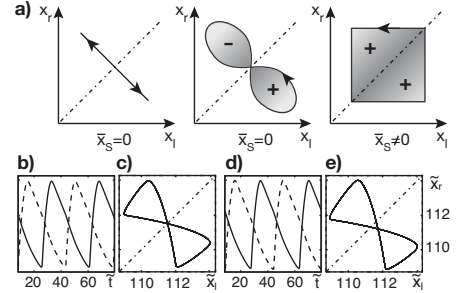 a)
x_r x_r x_r
- + + +
x_l x_l x_l
x̄_S=0 x̄_S=0 x̄_S≠0
b) c) d) e)
x̃_r
112
110
20 40 60 t̃ 110 112 x̃_l 20 40 60 t̃ 110 112 x̃_l